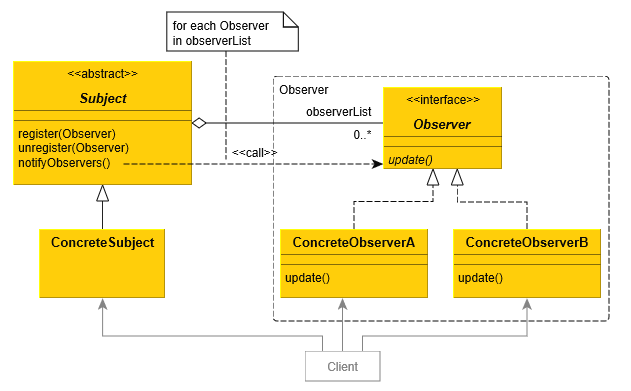 for each Observer
in observerList
<<abstract>>
Subject
register(Observer)
unregister(Observer)
notifyObservers()
<<call>>
Observer
observerList
0..*
<<interface>>
Observer
update()
ConcreteSubject
ConcreteObserverA
update()
ConcreteObserverB
update()
Client